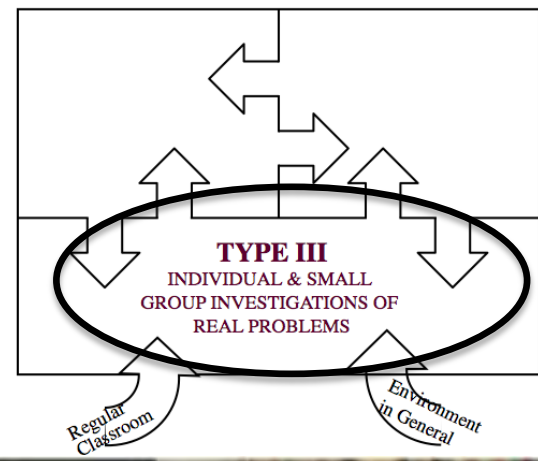 TYPE III
INDIVIDUAL & SMALL
GROUP INVESTIGATIONS OF
REAL PROBLEMS
Regular
Classroom
Environment
in General